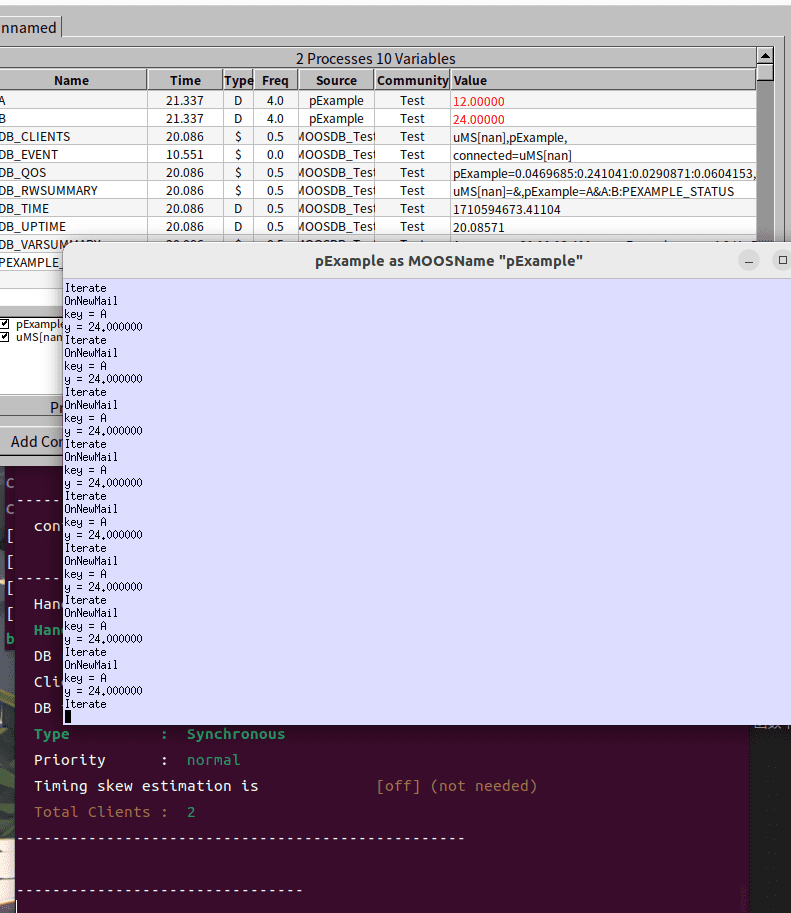 nnamed
2 Processes 10 Variables
Name Time Type Freq Source Community Value
A 21.337 D 4.0 pExample Test 12.00000
B 21.337 D 4.0 pExample Test 24.00000
DB_CLIENTS 20.086 $ 0.5 MOOSDB_Test Test uMS[nan],pExample,
DB_EVENT 10.551 $ 0.0 MOOSDB_Test Test connected=uMS[nan]
DB_QOS 20.086 $ 0.5 MOOSDB_Test Test pExample=0.0469685:0.241041:0.0290871:0.0604153,
DB_RWSUMMARY 20.086 $ 0.5 MOOSDB_Test Test uMS[nan]=&,pExample=A&A:B:PEXAMPLE_STATUS
DB_TIME 20.086 D 0.5 MOOSDB_Test Test 1710594673.41104
DB_UPTIME 20.086 D 0.5 MOOSDB_Test Test 20.08571
DB_VARSUMMARY 20.086 $ 0.5
PEXAMPLE_
pExample as MOOSName "pExample"
pExample
uMS[nan
Pr
Add Co
Iterate
OnNewMail
key = A
y = 24.000000
Iterate
OnNewMail
key = A
y = 24.000000
Iterate
OnNewMail
key = A
y = 24.000000
Iterate
OnNewMail
key = A
y = 24.000000
Iterate
OnNewMail
key = A
y = 24.000000
Iterate
OnNewMail
key = A
y = 24.000000
Iterate
OnNewMail
key = A
y = 24.000000
Iterate
OnNewMail
key = A
y = 24.000000
Iterate
C
-----
C
con
[
[
-----
[
Han
[
Han
b
DB
Cli
DB
Type : Synchronous
Priority : normal
Timing skew estimation is [off] (not needed)
Total Clients : 2
--------------------------------------------------
--------------------------------